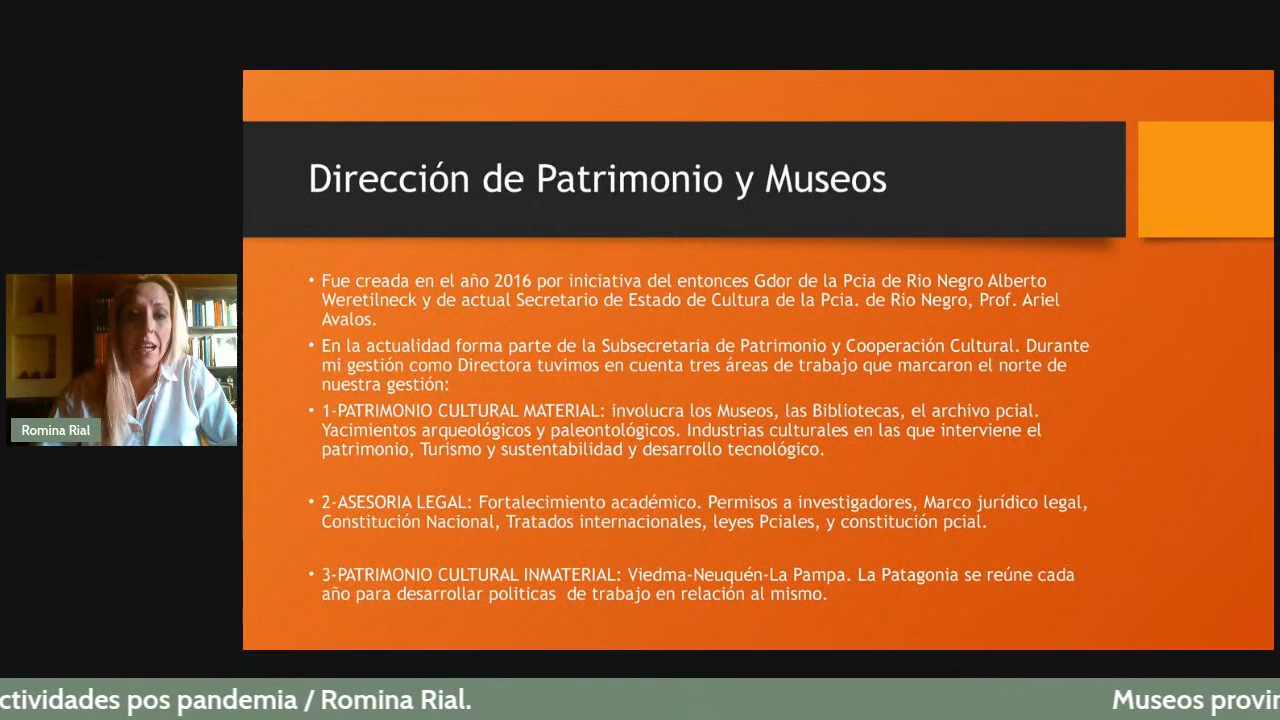 Dirección de Patrimonio y Museos
• Fue creada en el año 2016 por iniciativa del entonces Gdor de la Pcia de Rio Negro Alberto
Weretilneck y de actual Secretario de Estado de Cultura de la Pcia. de Rio Negro, Prof. Ariel
Avalos.
• En la actualidad forma parte de la Subsecretaria de Patrimonio y Cooperación Cultural. Durante
mi gestión como Directora tuvimos en cuenta tres áreas de trabajo que marcaron el norte de
nuestra gestión:
• 1-PATRIMONIO CULTURAL MATERIAL: involucra los Museos, las Bibliotecas, el archivo pcial.
Yacimientos arqueológicos y paleontológicos. Industrias culturales en las que interviene el
patrimonio, Turismo y sustentabilidad y desarrollo tecnológico.
• 2-ASESORIA LEGAL: Fortalecimiento académico. Permisos a investigadores, Marco jurídico legal,
Constitución Nacional, Tratados internacionales, leyes Pciales, y constitución pcial.
• 3-PATRIMONIO CULTURAL INMATERIAL: Viedma-Neuquén-La Pampa. La Patagonia se reúne cada
año para desarrollar politicas de trabajo en relación al mismo.
Romina Rial
ctividades pos pandemia / Romina Rial. Museos provin